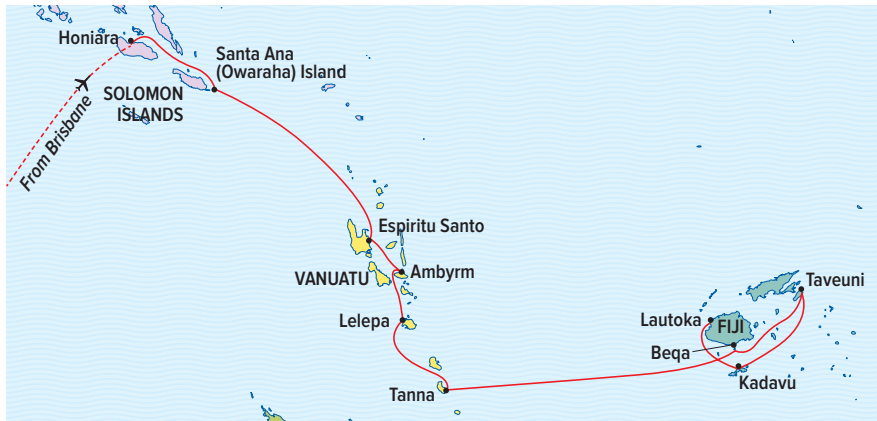 Honiara
Santa Ana
(Owaraha) Island
SOLOMON
ISLANDS
From Brisbane
Espiritu Santo
VANUATU
Ambyrm
Lelepa
Tanna
Taveuni
Lautoka
FIJI
Beqa
Kadavu